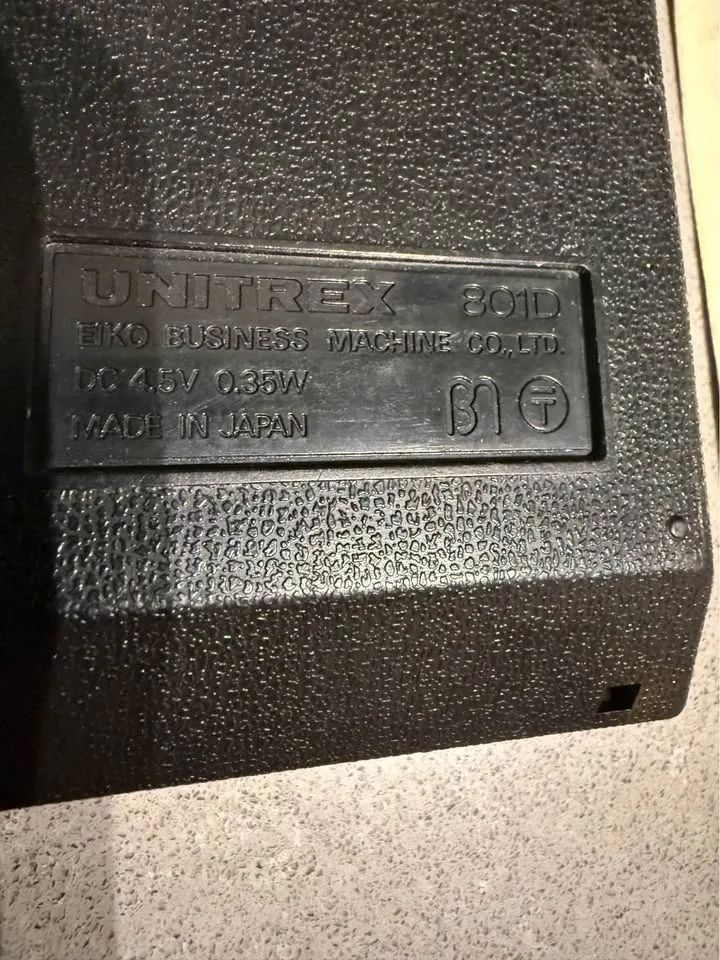 UNITREX 801D
EIKO BUSINESS MACHINE CO., LTD.
DC 4.5V 0.35W
MADE IN JAPAN